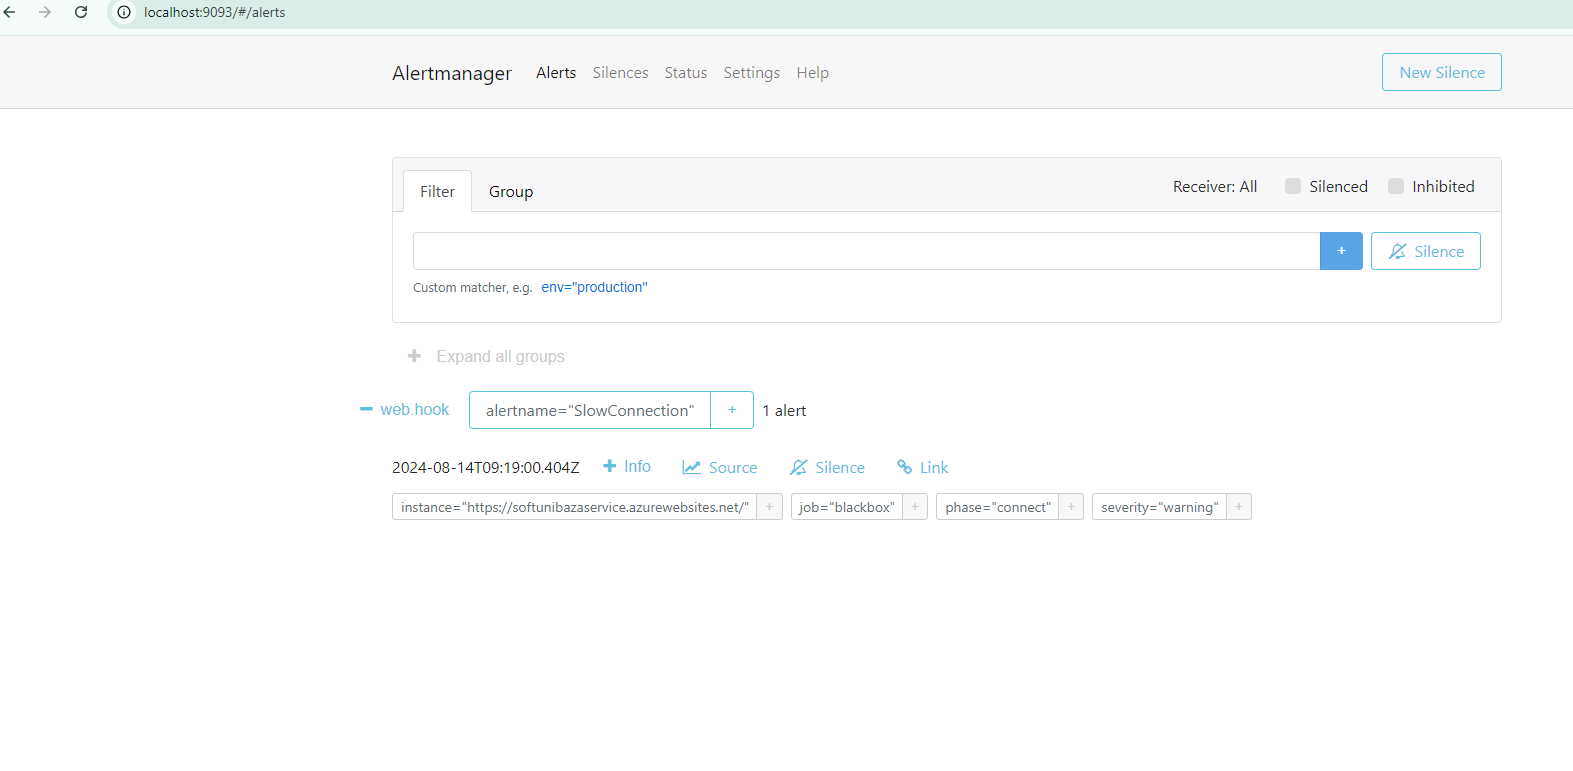 localhost:9093/#/alerts
Alertmanager Alerts Silences Status Settings Help New Silence
Filter Group Receiver: All Silenced Inhibited
+ Silence
Custom matcher, e.g. env="production"
+ Expand all groups
− web.hook alertname="SlowConnection" + 1 alert
2024-08-14T09:19:00.404Z + Info Source Silence Link
instance="https://softunibazaservice.azurewebsites.net/" + job="blackbox" + phase="connect" + severity="warning" +